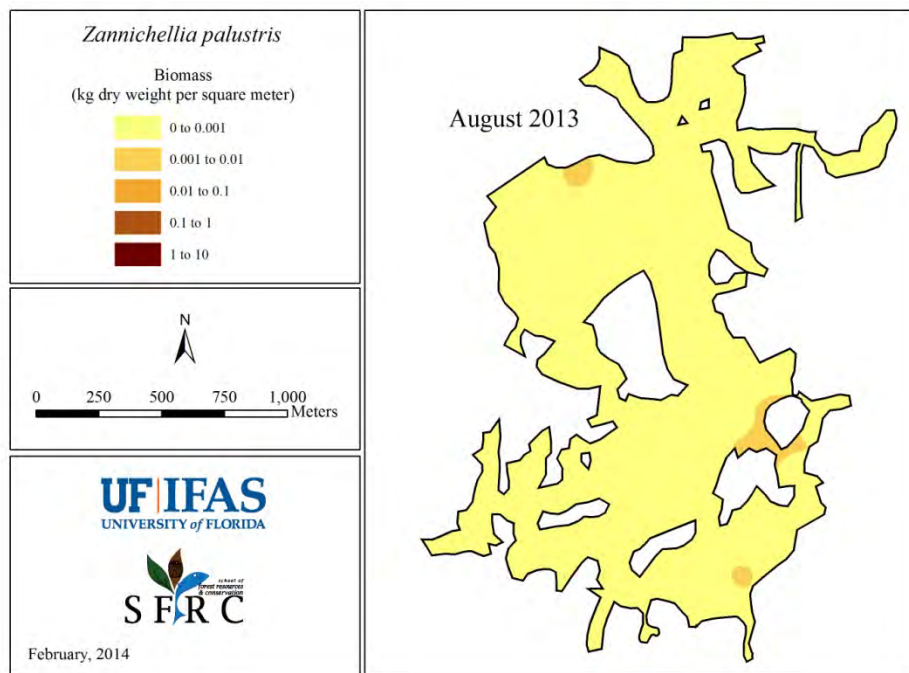 Zannichellia palustris
Biomass
(kg dry weight per square meter)
0 to 0.001
0.001 to 0.01
0.01 to 0.1
0.1 to 1
1 to 10
N
0 250 500 750 1,000
Meters
UF|IFAS
UNIVERSITY of FLORIDA
school of
forest resources
& conservation
SFRC
February, 2014
August 2013